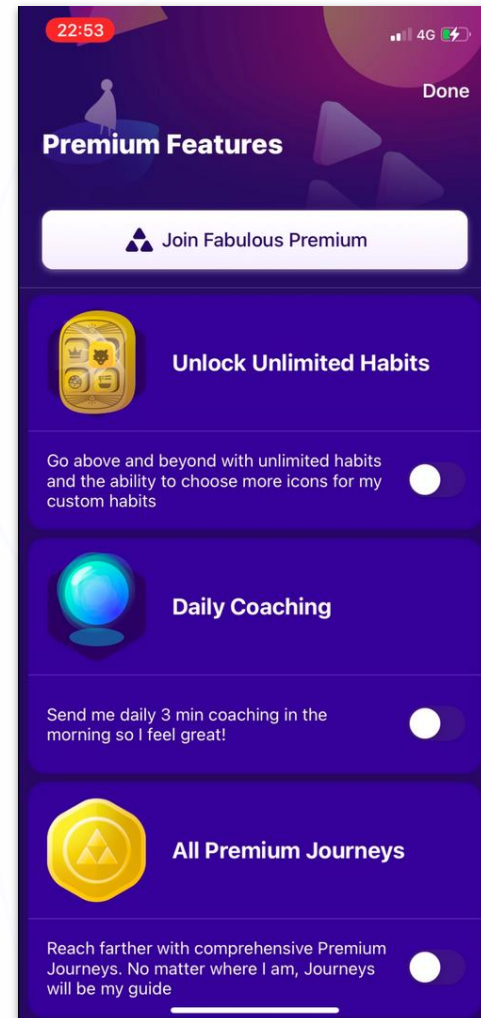 22:53
4G
Done
Premium Features
Join Fabulous Premium
Unlock Unlimited Habits
Go above and beyond with unlimited habits
and the ability to choose more icons for my
custom habits
Daily Coaching
Send me daily 3 min coaching in the
morning so I feel great!
All Premium Journeys
Reach farther with comprehensive Premium
Journeys. No matter where I am, Journeys
will be my guide